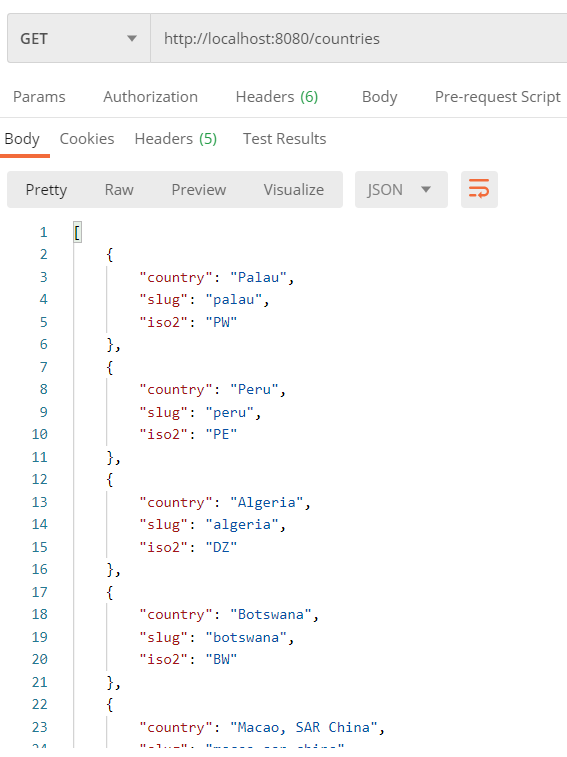 GET http://localhost:8080/countries
Params Authorization Headers (6) Body Pre-request Script
Body Cookies Headers (5) Test Results
Pretty Raw Preview Visualize JSON
1 [
2 {
3 "country": "Palau",
4 "slug": "palau",
5 "iso2": "PW"
6 },
7 {
8 "country": "Peru",
9 "slug": "peru",
10 "iso2": "PE"
11 },
12 {
13 "country": "Algeria",
14 "slug": "algeria",
15 "iso2": "DZ"
16 },
17 {
18 "country": "Botswana",
19 "slug": "botswana",
20 "iso2": "BW"
21 },
22 {
23 "country": "Macao, SAR China",